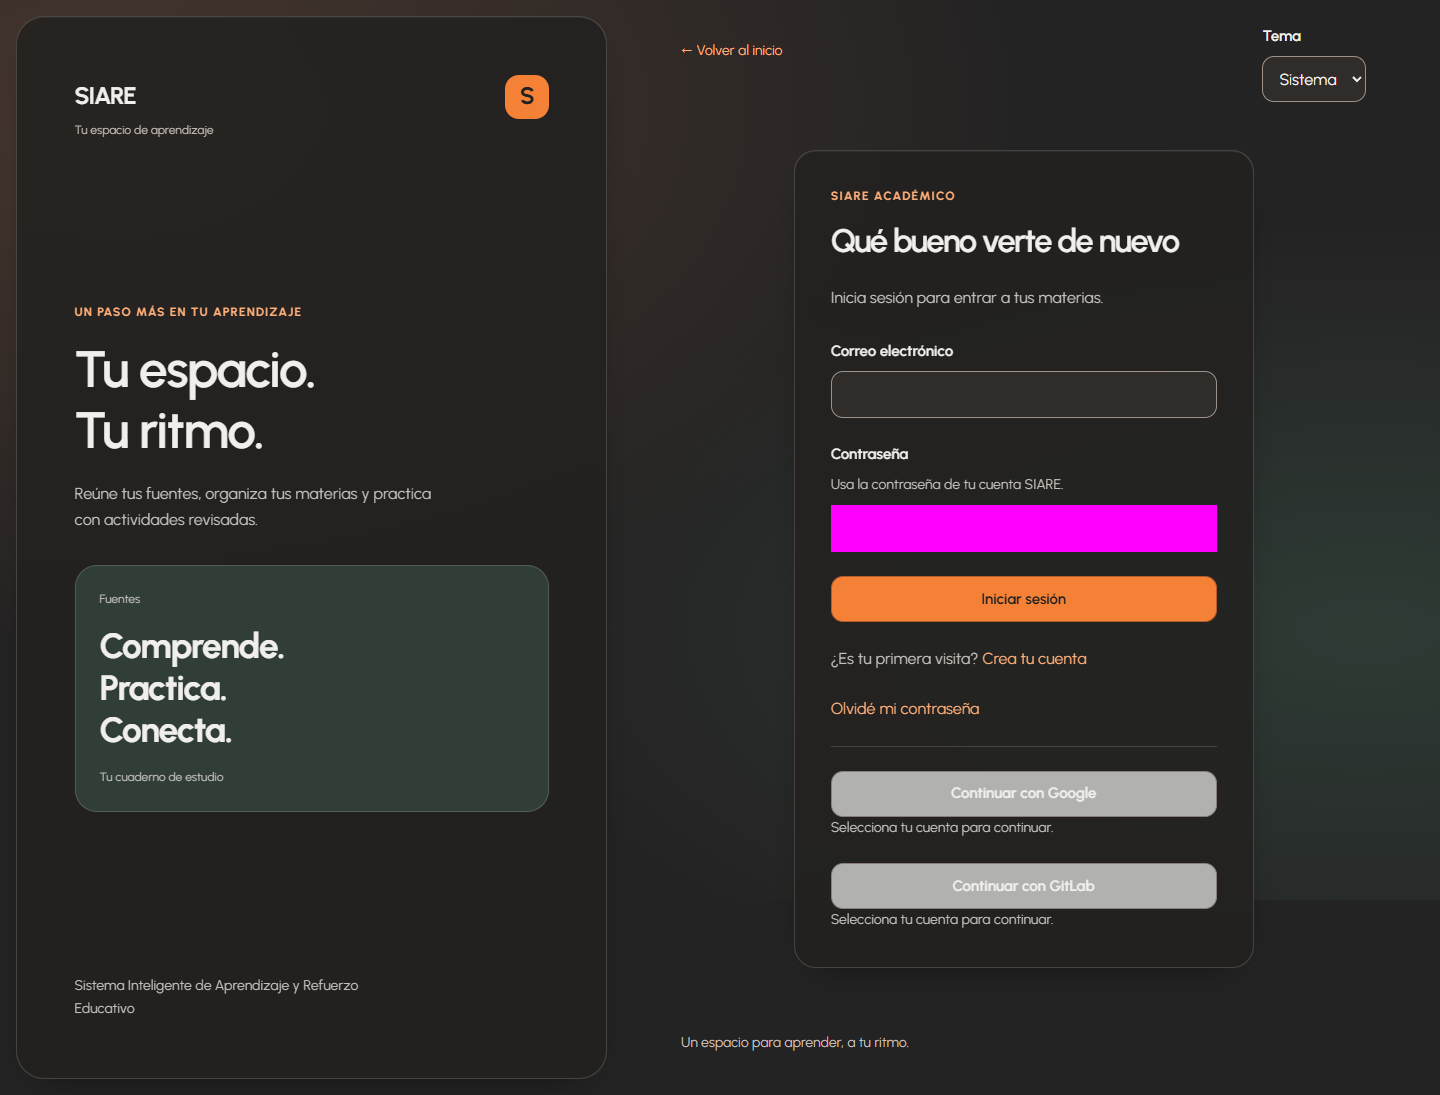 SIARE
S
Tu espacio de aprendizaje
UN PASO MÁS EN TU APRENDIZAJE
Tu espacio.
Tu ritmo.
Reúne tus fuentes, organiza tus materias y practica
con actividades revisadas.
Fuentes
Comprende.
Practica.
Conecta.
Tu cuaderno de estudio
Sistema Inteligente de Aprendizaje y Refuerzo
Educativo
← Volver al inicio
Tema
Sistema
SIARE ACADÉMICO
Qué bueno verte de nuevo
Inicia sesión para entrar a tus materias.
Correo electrónico
Contraseña
Usa la contraseña de tu cuenta SIARE.
Iniciar sesión
¿Es tu primera visita? Crea tu cuenta
Olvidé mi contraseña
Continuar con Google
Selecciona tu cuenta para continuar.
Continuar con GitLab
Selecciona tu cuenta para continuar.
Un espacio para aprender, a tu ritmo.